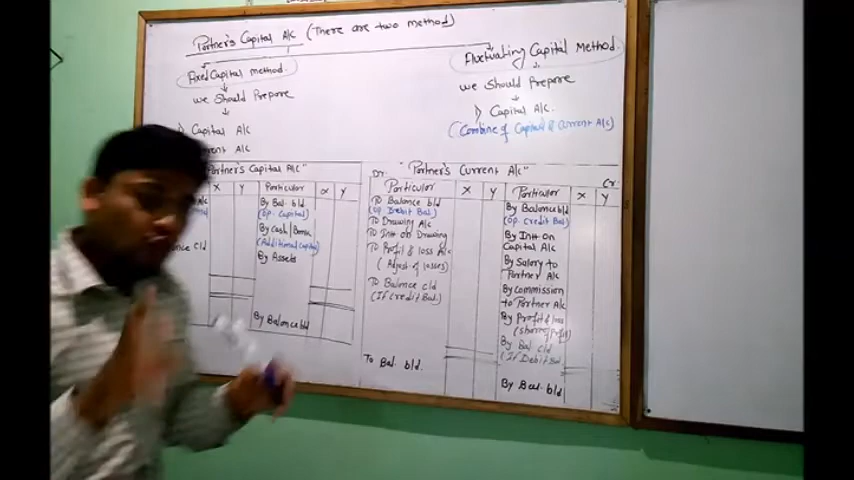 Partner's Capital A/c (There are two method)
Fixed Capital method.
we Should Prepare
Capital A/c
A/c
Fluctuating Capital Method.
we Should Prepare
1) Capital A/c.
(Combine of Capital & Current A/c)
Partner's Capital A/c"
X Y Particular X Y
By Bal. b/d
(op. Capital)
By Cash/Bank
(Additional Capital)
By Assets
c/d
By Balance b/d
Dr. "Partner's Current A/c" Cr.
Particular X Y Particular X Y
To Balance b/d
(op Debit Bal)
To Drawing A/c
To Intt on Drawing
To Profit & loss A/c
(Adjust. of losses)
To Balance c/d
(If Credit Bal.)
To Bal. b/d.
By Balance b/d
(op. Credit Bal)
By Intt on
Capital A/c
By Salary to
Partner A/c
By Commission
to Partner A/c
By Profit & loss
(Share of Profit)
By Bal c/d
(If Debit Bal.
By Bal. b/d